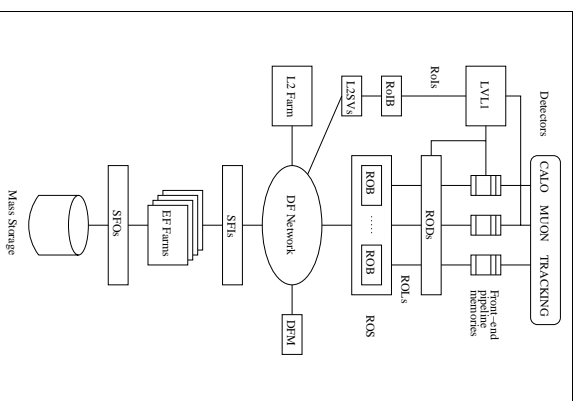 Detectors
CALO MUON TRACKING
LVL1
Front-end
pipeline
memories
RoIs
RODs
RoIB
ROLs
L2SVs
ROB
.....
ROB
ROS
L2 Farm
DF Network
DFM
SFIs
EF Farms
SFOs
Mass Storage